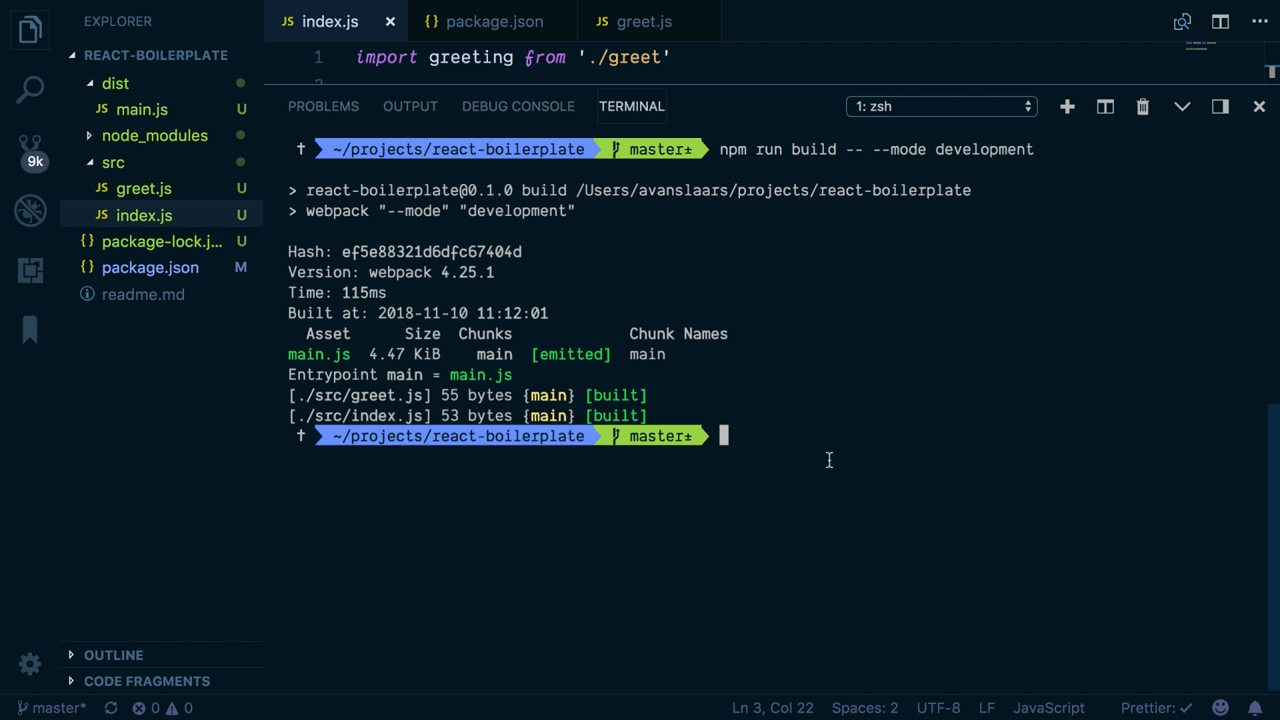 EXPLORER
REACT-BOILERPLATE
dist
JS main.js U
node_modules
src
JS greet.js U
JS index.js U
{} package-lock.j... U
{} package.json M
readme.md
9k
OUTLINE
CODE FRAGMENTS
JS index.js
{} package.json
JS greet.js
1 import greeting from './greet'
PROBLEMS OUTPUT DEBUG CONSOLE TERMINAL 1: zsh
~/projects/react-boilerplate master± npm run build -- --mode development
> react-boilerplate@0.1.0 build /Users/avanslaars/projects/react-boilerplate
> webpack "--mode" "development"
Hash: ef5e88321d6dfc67404d
Version: webpack 4.25.1
Time: 115ms
Built at: 2018-11-10 11:12:01
Asset Size Chunks Chunk Names
main.js 4.47 KiB main [emitted] main
Entrypoint main = main.js
[./src/greet.js] 55 bytes {main} [built]
[./src/index.js] 53 bytes {main} [built]
~/projects/react-boilerplate master±
master* 0 0 Ln 3, Col 22 Spaces: 2 UTF-8 LF JavaScript Prettier: ✓